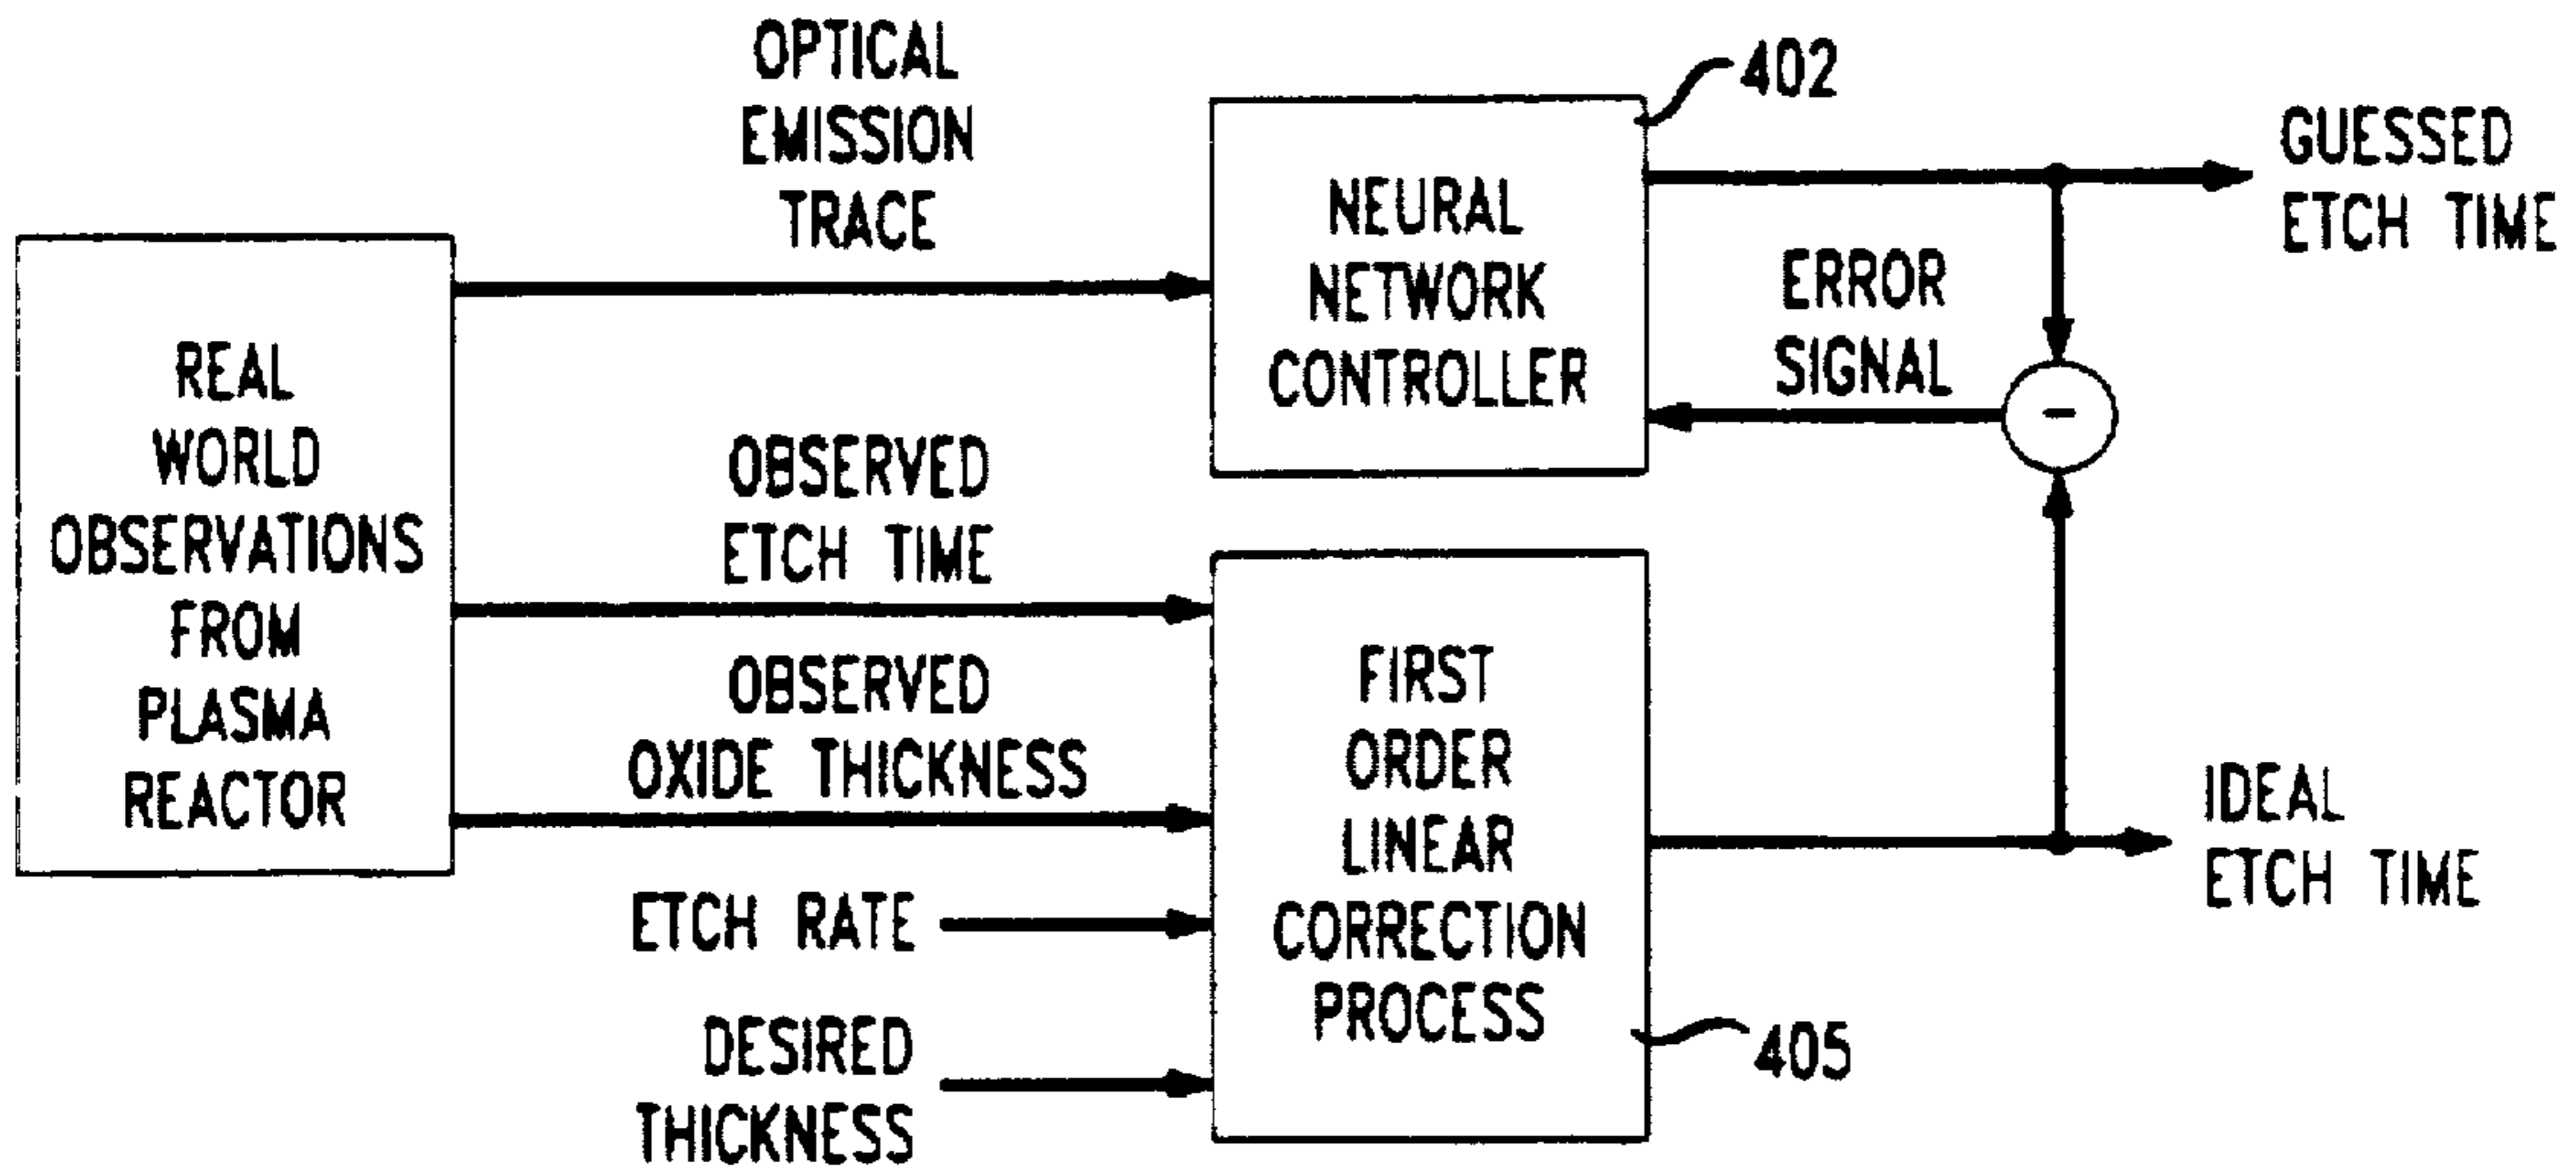 OPTICAL
EMISSION
TRACE
402
GUESSED
ETCH TIME
NEURAL
NETWORK
CONTROLLER
ERROR
SIGNAL
-
REAL
WORLD
OBSERVATIONS
FROM
PLASMA
REACTOR
OBSERVED
ETCH TIME
OBSERVED
OXIDE THICKNESS
ETCH RATE
DESIRED
THICKNESS
FIRST
ORDER
LINEAR
CORRECTION
PROCESS
405
IDEAL
ETCH TIME